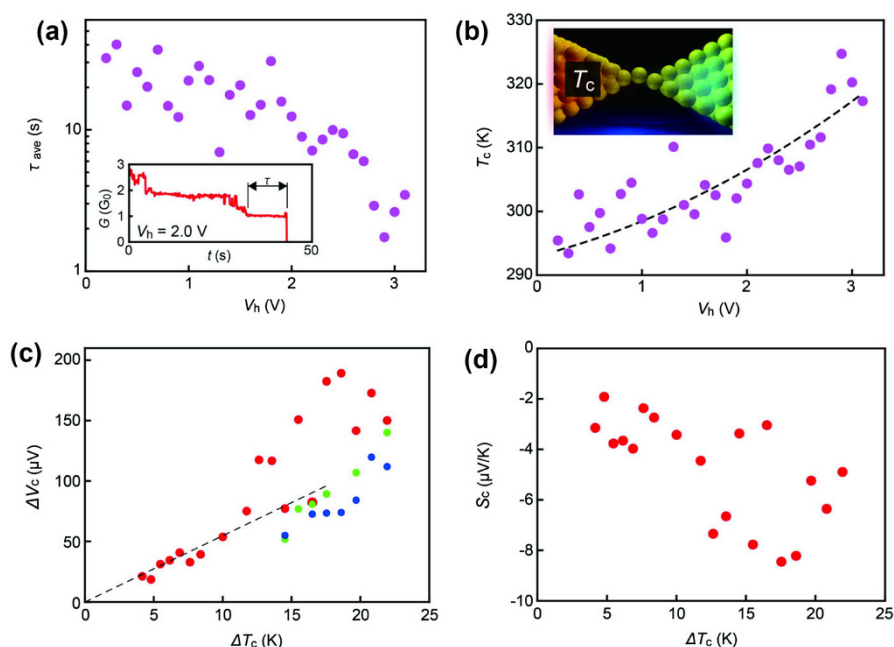 (a)
τ ave (s)
10
1
3
2
1
0
G (G₀)
τ
Vh = 2.0 V
0
50
t (s)
0
1
2
3
Vh (V)
(b)
Tc (K)
330
320
310
300
290
Tc
0
1
2
3
Vh (V)
(c)
ΔVc (µV)
200
150
100
50
0
0
5
10
15
20
25
ΔTc (K)
(d)
Sc (µV/K)
0
-2
-4
-6
-8
-10
0
5
10
15
20
25
ΔTc (K)